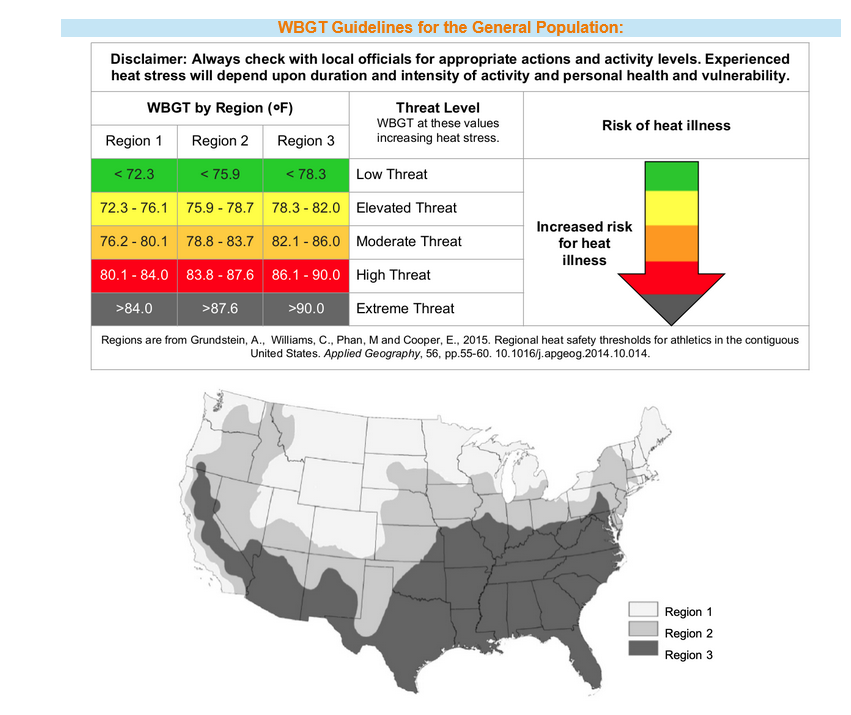 WBGT Guidelines for the General Population:
Disclaimer: Always check with local officials for appropriate actions and activity levels. Experienced
heat stress will depend upon duration and intensity of activity and personal health and vulnerability.
WBGT by Region (°F)
Threat Level
WBGT at these values
increasing heat stress.
Risk of heat illness
Region 1 Region 2 Region 3
< 72.3 < 75.9 < 78.3 Low Threat
72.3 - 76.1 75.9 - 78.7 78.3 - 82.0 Elevated Threat
76.2 - 80.1 78.8 - 83.7 82.1 - 86.0 Moderate Threat
80.1 - 84.0 83.8 - 87.6 86.1 - 90.0 High Threat
>84.0 >87.6 >90.0 Extreme Threat
Increased risk
for heat
illness
Regions are from Grundstein, A., Williams, C., Phan, M and Cooper, E., 2015. Regional heat safety thresholds for athletics in the contiguous
United States. Applied Geography, 56, pp.55-60. 10.1016/j.apgeog.2014.10.014.
Region 1
Region 2
Region 3